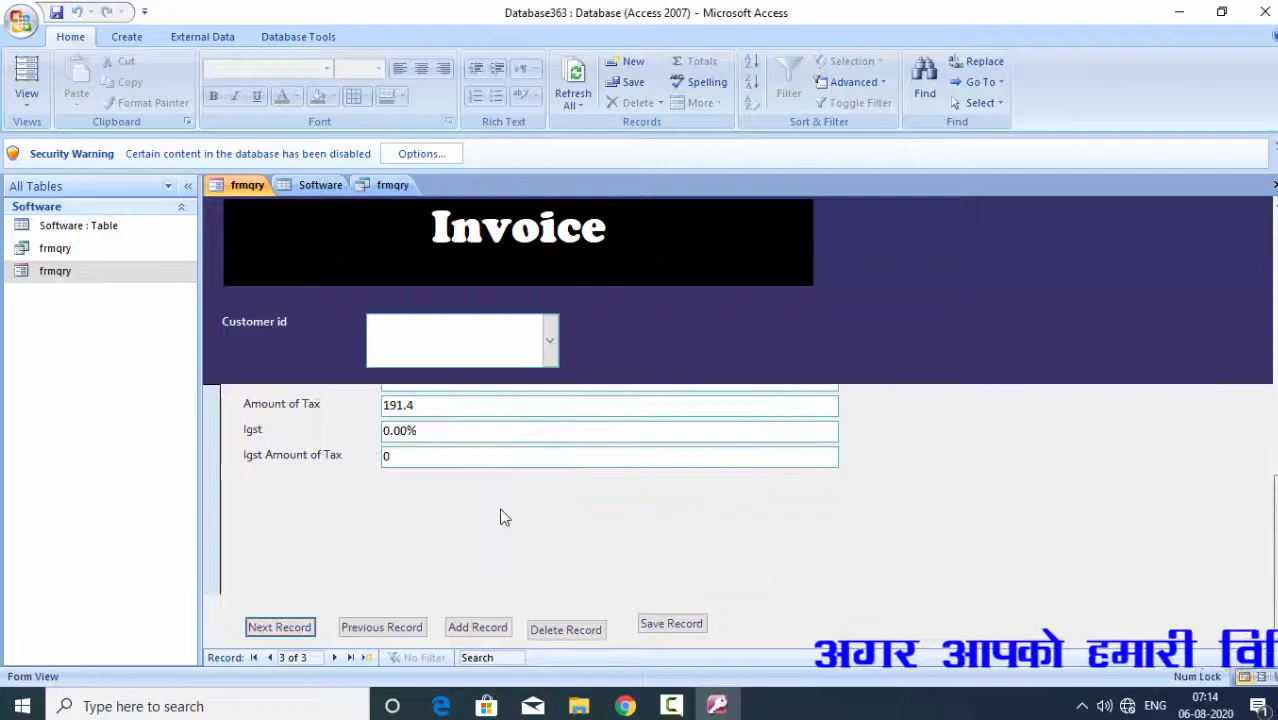 Database363 : Database (Access 2007) - Microsoft Access
Home Create External Data Database Tools
View
Views
Paste
Cut
Copy
Format Painter
Clipboard
B I U
Font
Rich Text
Refresh All
New
Save
Delete
Totals
Spelling
More
Records
Filter
Selection
Advanced
Toggle Filter
Sort & Filter
Find
Replace
Go To
Select
Find
Security Warning Certain content in the database has been disabled Options...
All Tables
Software
Software : Table
frmqry
frmqry
frmqry Software frmqry
Invoice
Customer id
Amount of Tax 191.4
Igst 0.00%
Igst Amount of Tax 0
Next Record Previous Record Add Record Delete Record Save Record
अगर आपको हमारी
Record: 3 of 3 No Filter Search
Form View Num Lock
Type here to search
ENG
07:14
06-08-2020